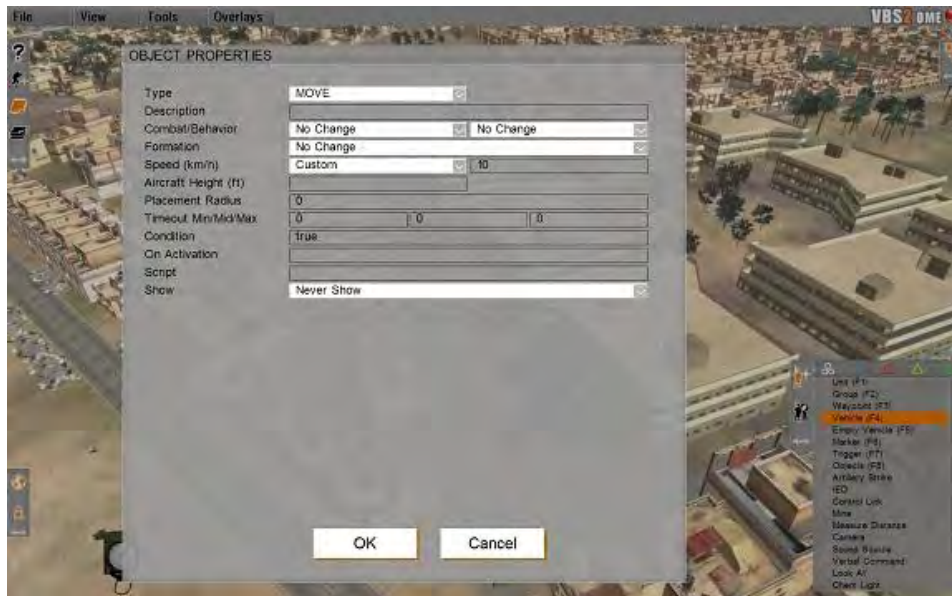 File View Tools Overlays
VBS2 OME
?
OBJECT PROPERTIES
Type MOVE
Description
Combat/Behavior No Change No Change
Formation No Change
Speed (km/h) Custom 10
Aircraft Height (ft)
Placement Radius 0
Timeout Min/Mid/Max 0 0 0
Condition true
On Activation
Script
Show Never Show
OK Cancel
Unit (F1)
Group (F2)
Waypoint (F3)
Vehicle (F4)
Empty Vehicle (F5)
Marker (F6)
Trigger (F7)
Objects (F8)
Artillery Strike
IED
Control Link
Mine
Measure Distance
Camera
Sound Source
Verbal Command
Look At
Chem Light